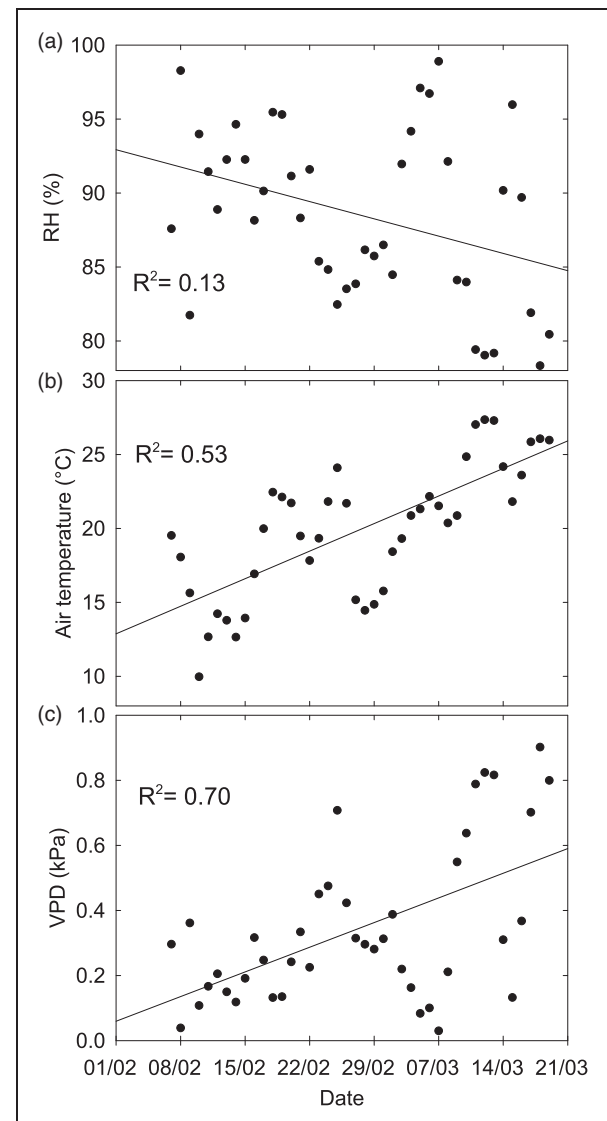 (a)
100
95
90
85
80
RH (%)
R²= 0.13
(b)
30
25
20
15
10
Air temperature (°C)
R²= 0.53
(c)
1.0
0.8
0.6
0.4
0.2
0.0
VPD (kPa)
R²= 0.70
01/02 08/02 15/02 22/02 29/02 07/03 14/03 21/03
Date